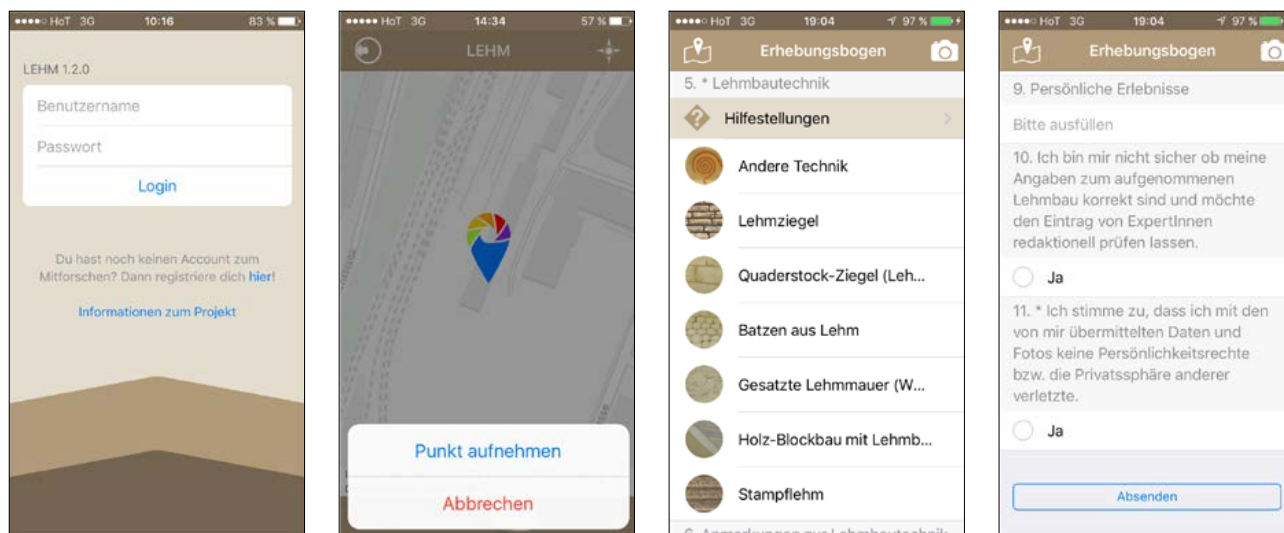 HoT 3G 10:16 83 %
LEHM 1.2.0
Benutzername
Passwort
Login
Du hast noch keinen Account zum
Mitforschen? Dann registriere dich hier!
Informationen zum Projekt
HoT 3G 14:34 57 %
LEHM
Punkt aufnehmen
Abbrechen
HoT 3G 19:04 97 %
Erhebungsbogen
5. * Lehmbautechnik
? Hilfestellungen
Andere Technik
Lehmziegel
Quaderstock-Ziegel (Leh...
Batzen aus Lehm
Gesatzte Lehmmauer (W...
Holz-Blockbau mit Lehmb...
Stampflehm
6. Anmerkungen zur Lehmbautechnik
HoT 3G 19:04 97 %
Erhebungsbogen
9. Persönliche Erlebnisse
Bitte ausfüllen
10. Ich bin mir nicht sicher ob meine
Angaben zum aufgenommenen
Lehmbau korrekt sind und möchte
den Eintrag von ExpertInnen
redaktionell prüfen lassen.
Ja
11. * Ich stimme zu, dass ich mit den
von mir übermittelten Daten und
Fotos keine Persönlichkeitsrechte
bzw. die Privatssphäre anderer
verletzte.
Ja
Absenden